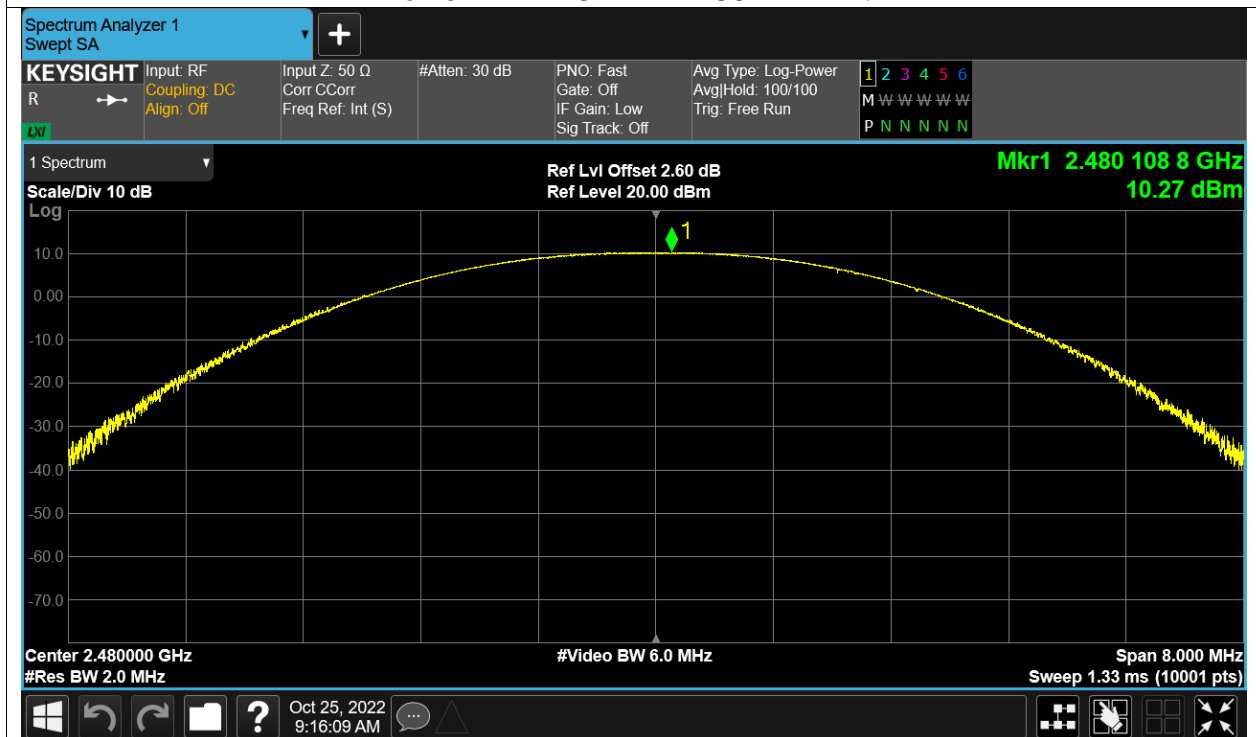 Spectrum Analyzer 1
Swept SA
KEYSIGHT
R
LXI
Input: RF
Coupling: DC
Align: Off
Input Z: 50 Ω
Corr CCorr
Freq Ref: Int (S)
#Atten: 30 dB
PNO: Fast
Gate: Off
IF Gain: Low
Sig Track: Off
Avg Type: Log-Power
Avg|Hold: 100/100
Trig: Free Run
1 2 3 4 5 6
M W W W W W
P N N N N N N
1 Spectrum
Scale/Div 10 dB
Ref Lvl Offset 2.60 dB
Ref Level 20.00 dBm
Mkr1 2.480 108 8 GHz
10.27 dBm
Log
1
10.0
0.00
-10.0
-20.0
-30.0
-40.0
-50.0
-60.0
-70.0
Center 2.480000 GHz
#Res BW 2.0 MHz
#Video BW 6.0 MHz
Span 8.000 MHz
Sweep 1.33 ms (10001 pts)
?
Oct 25, 2022
9:16:09 AM